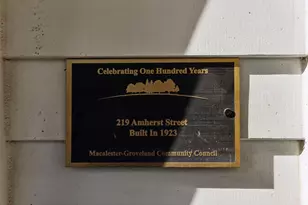 Celebrating One Hundred Years
219 Amherst Street
Built In 1923
Macalester-Groveland Community Council